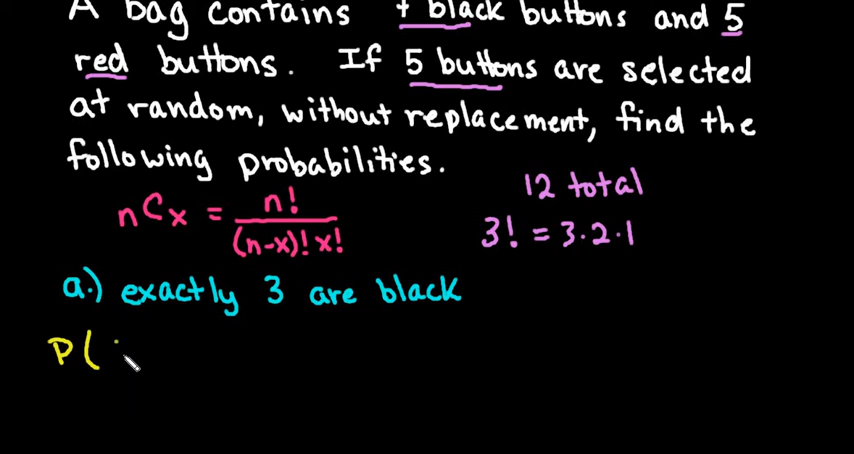 A bag contains 7 black buttons and 5
red buttons. If 5 buttons are selected
at random, without replacement, find the
following probabilities.
nCx = n! / (n-x)! x!
12 total
3! = 3·2·1
a.) exactly 3 are black
P(